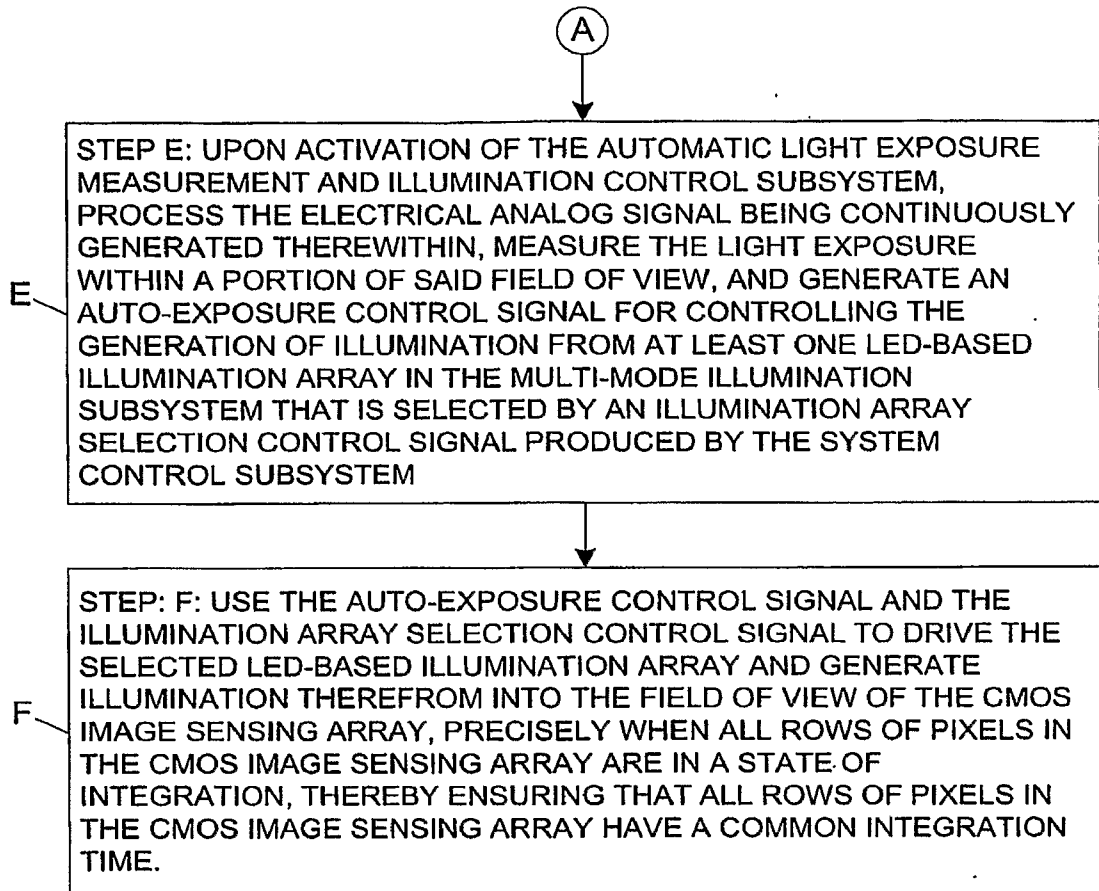 A
STEP E: UPON ACTIVATION OF THE AUTOMATIC LIGHT EXPOSURE
MEASUREMENT AND ILLUMINATION CONTROL SUBSYSTEM,
PROCESS THE ELECTRICAL ANALOG SIGNAL BEING CONTINUOUSLY
GENERATED THEREWITHIN, MEASURE THE LIGHT EXPOSURE
WITHIN A PORTION OF SAID FIELD OF VIEW, AND GENERATE AN
AUTO-EXPOSURE CONTROL SIGNAL FOR CONTROLLING THE
GENERATION OF ILLUMINATION FROM AT LEAST ONE LED-BASED
ILLUMINATION ARRAY IN THE MULTI-MODE ILLUMINATION
SUBSYSTEM THAT IS SELECTED BY AN ILLUMINATION ARRAY
SELECTION CONTROL SIGNAL PRODUCED BY THE SYSTEM
CONTROL SUBSYSTEM
E
STEP: F: USE THE AUTO-EXPOSURE CONTROL SIGNAL AND THE
ILLUMINATION ARRAY SELECTION CONTROL SIGNAL TO DRIVE THE
SELECTED LED-BASED ILLUMINATION ARRAY AND GENERATE
ILLUMINATION THEREFROM INTO THE FIELD OF VIEW OF THE CMOS
IMAGE SENSING ARRAY, PRECISELY WHEN ALL ROWS OF PIXELS IN
THE CMOS IMAGE SENSING ARRAY ARE IN A STATE OF
INTEGRATION, THEREBY ENSURING THAT ALL ROWS OF PIXELS IN
THE CMOS IMAGE SENSING ARRAY HAVE A COMMON INTEGRATION
TIME.
F